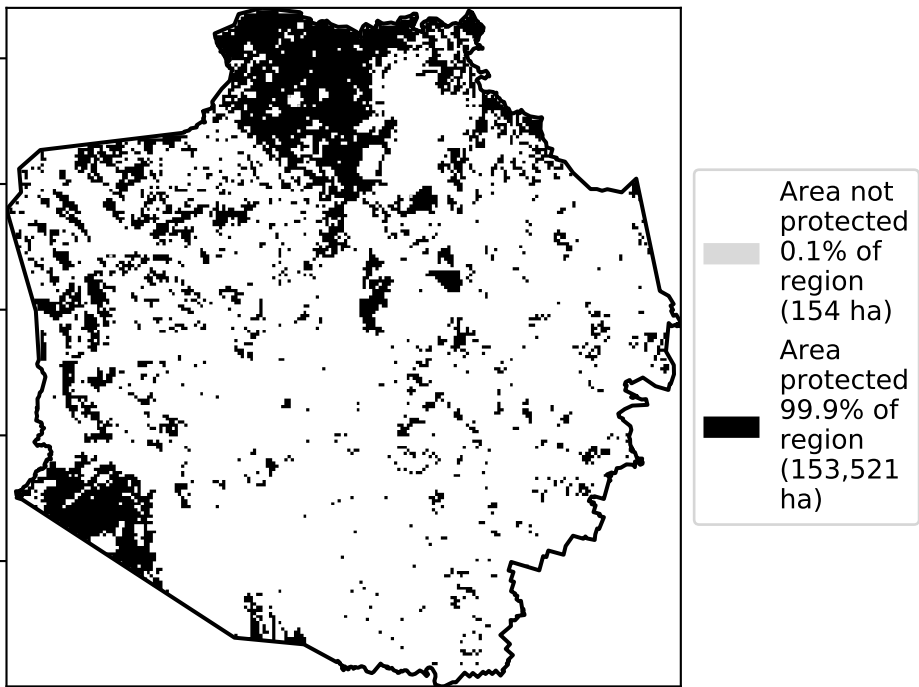 Area not
protected
0.1% of
region
(154 ha)
Area
protected
99.9% of
region
(153,521
ha)